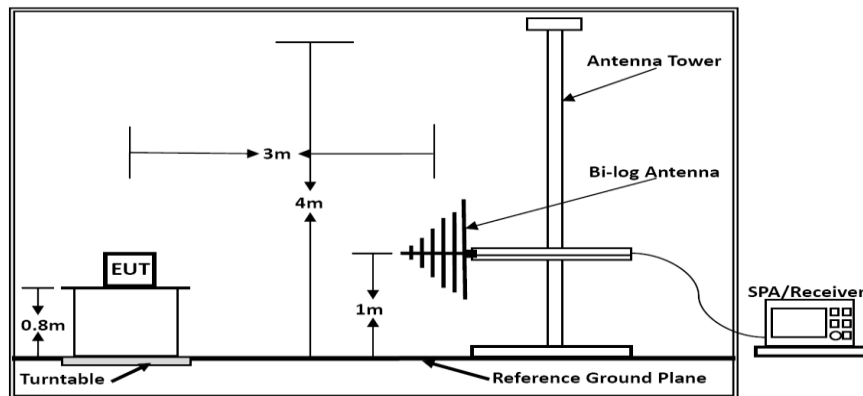 Antenna Tower
3m
Bi-log Antenna
4m
EUT
SPA/Receiver
1m
0.8m
Turntable
Reference Ground Plane